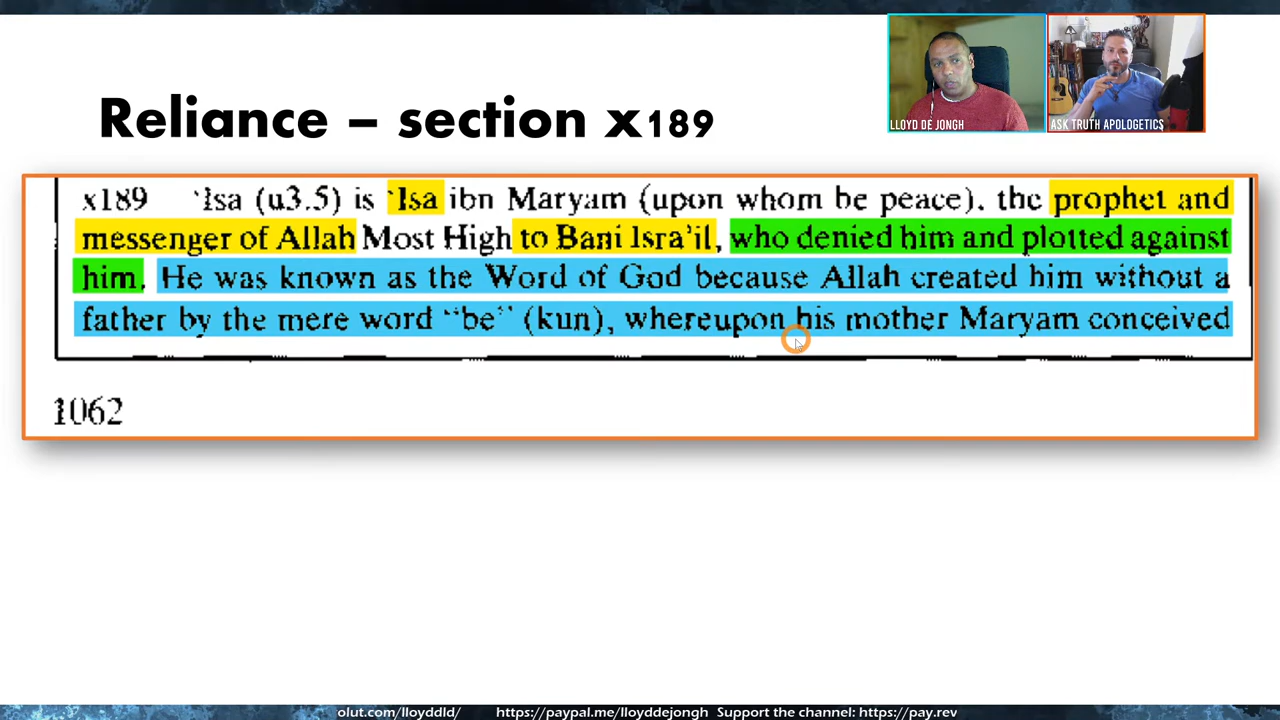 Reliance – section x189
LLOYD DE JONGH
ASK TRUTH APOLOGETICS
x189 ‘Isa (u3.5) is ‘Isa ibn Maryam (upon whom be peace). the prophet and
messenger of Allah Most High to Bani Isra’il, who denied him and plotted against
him. He was known as the Word of God because Allah created him without a
father by the mere word “be” (kun), whereupon his mother Maryam conceived
1062
olut.com/lloyddld/ https://paypal.me/lloyddejongh Support the channel: https://pay.rev